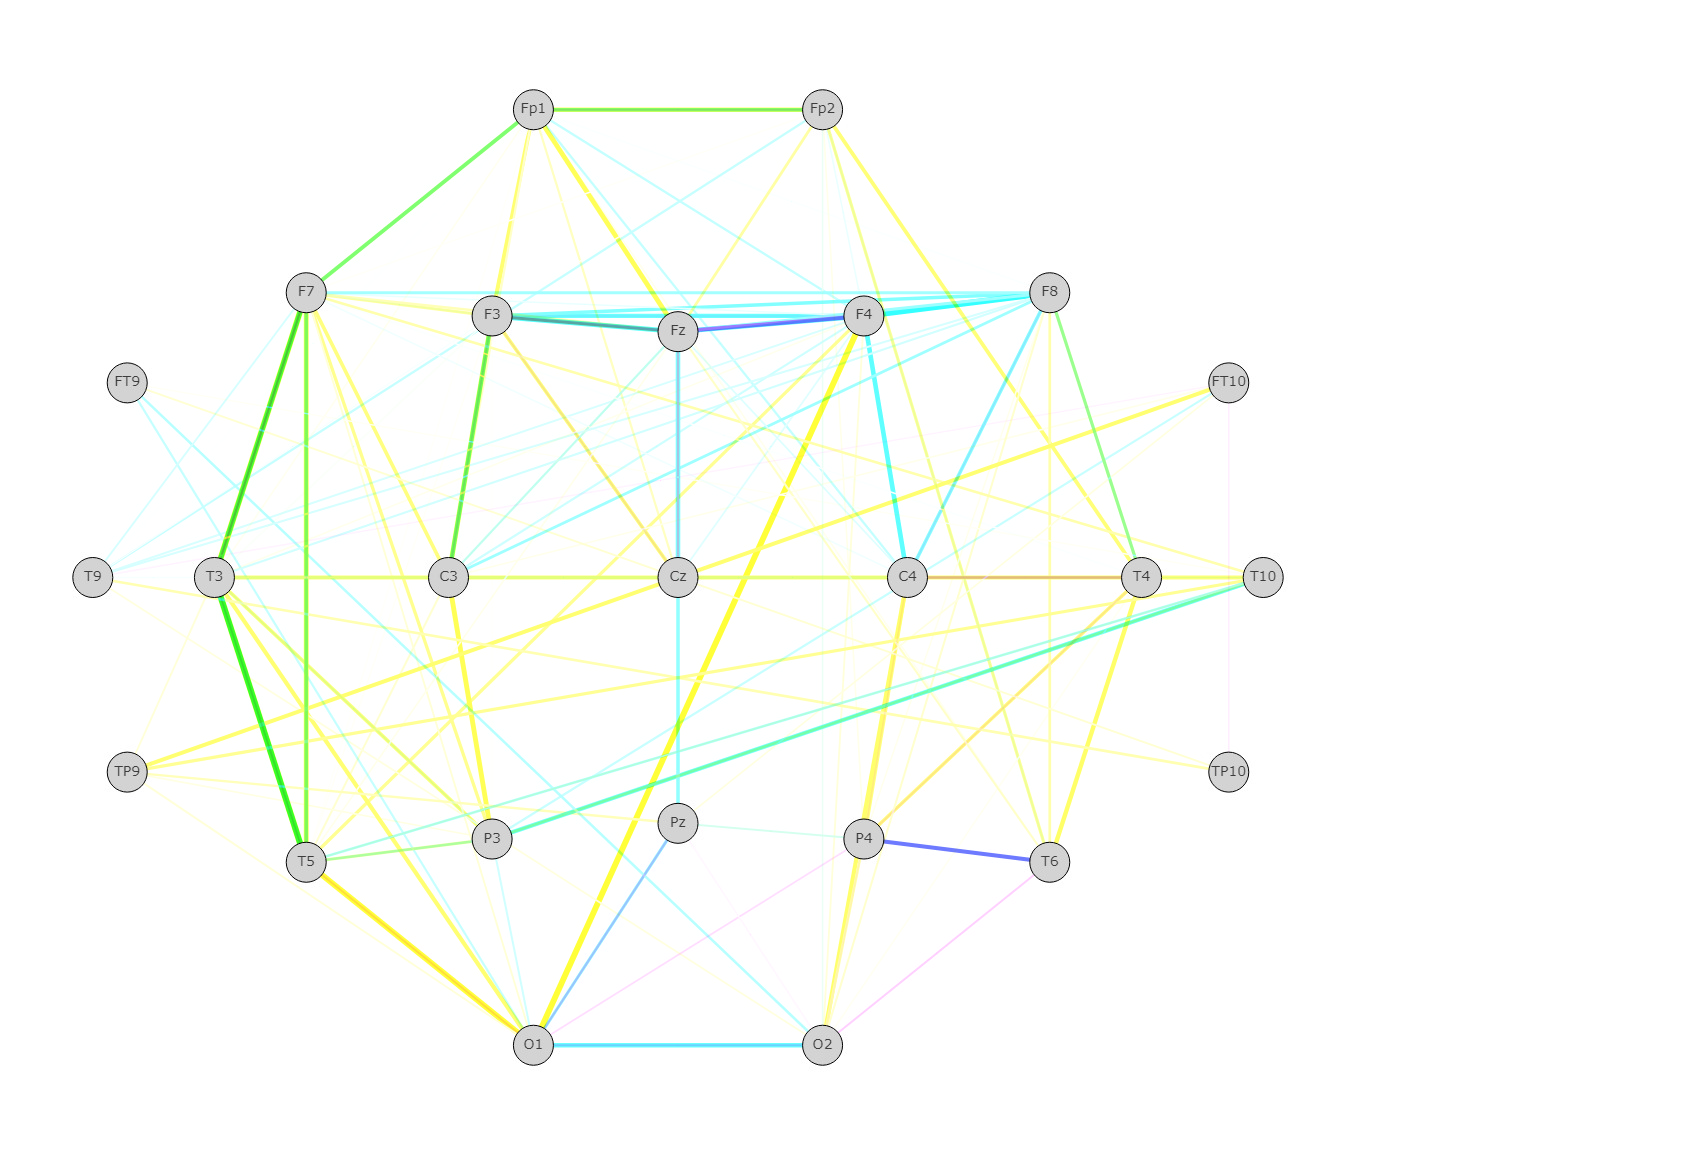 Fp1 Fp2
F7 F3 Fz F4 F8
FT9 FT10
T9 T3 C3 Cz C4 T4 T10
TP9 TP10
T5 P3 Pz P4 T6
O1 O2